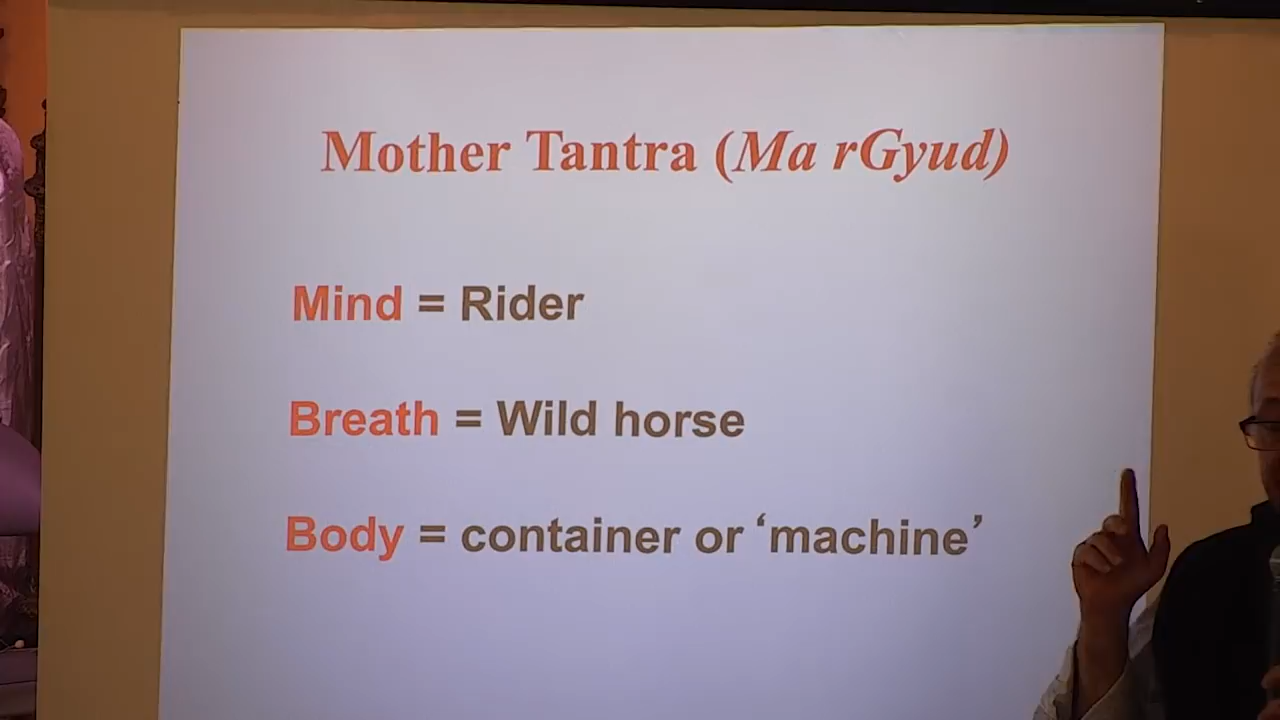 Mother Tantra (Ma rGyud)
Mind = Rider
Breath = Wild horse
Body = container or ‘machine’